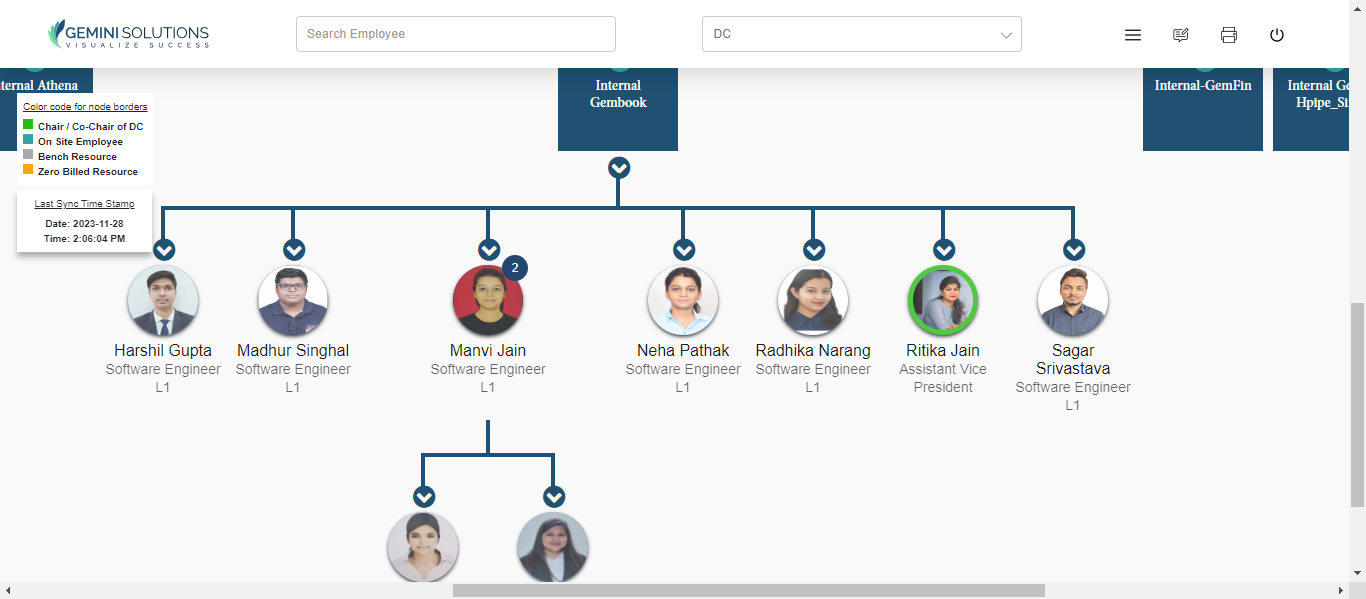 GEMINI SOLUTIONS
VISUALIZE SUCCESS
Search Employee
DC
ternal Athena
Internal
Gembook
Internal-GemFin
Internal Ge
Hpipe_Si
Color code for node borders
Chair / Co-Chair of DC
On Site Employee
Bench Resource
Zero Billed Resource
Last Sync Time Stamp
Date: 2023-11-28
Time: 2:06:04 PM
2
Harshil Gupta
Software Engineer
L1
Madhur Singhal
Software Engineer
L1
Manvi Jain
Software Engineer
L1
Neha Pathak
Software Engineer
L1
Radhika Narang
Software Engineer
L1
Ritika Jain
Assistant Vice
President
Sagar
Srivastava
Software Engineer
L1